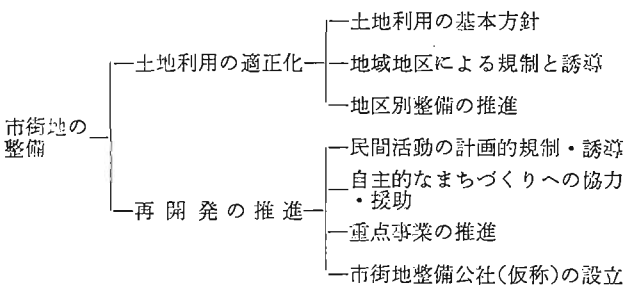 市街地の
整備
土地利用の適正化
土地利用の基本方針
地域地区による規制と誘導
地区別整備の推進
再開発の推進
民間活動の計画的規制・誘導
自主的なまちづくりへの協力
・援助
重点事業の推進
市街地整備公社(仮称)の設立